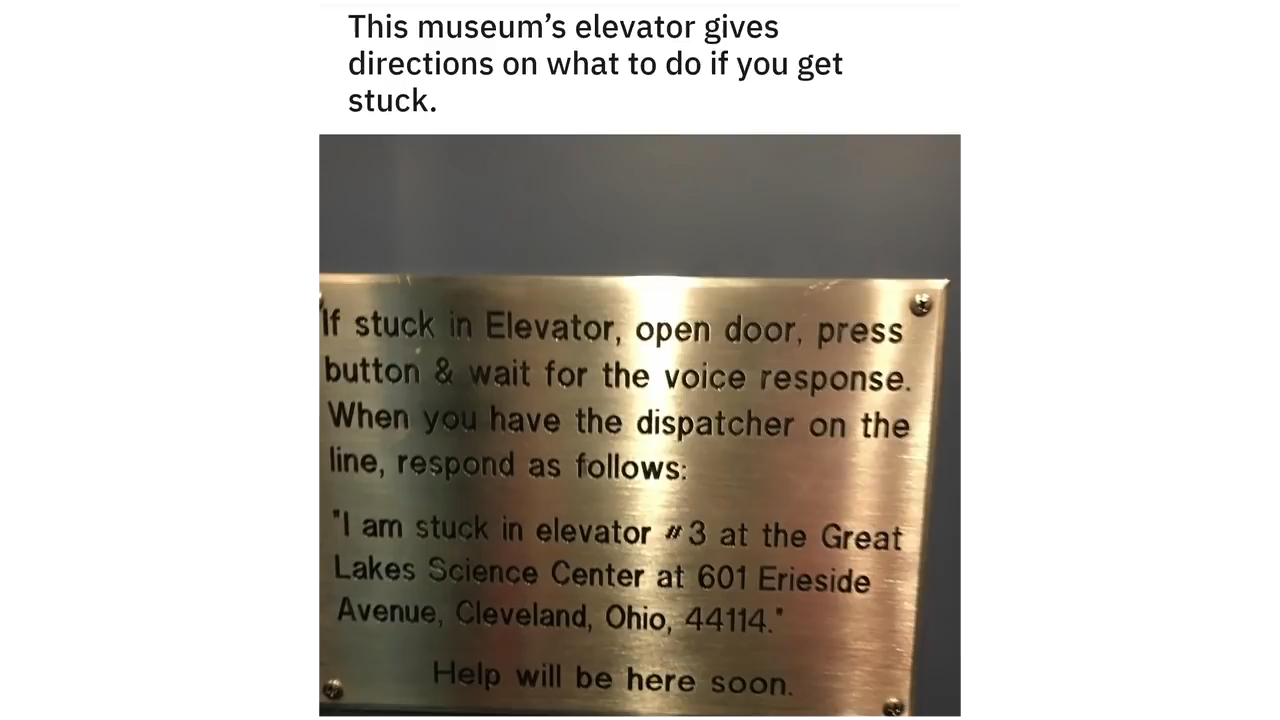 This museum’s elevator gives
directions on what to do if you get
stuck.
If stuck in Elevator, open door, press
button & wait for the voice response.
When you have the dispatcher on the
line, respond as follows:
"I am stuck in elevator #3 at the Great
Lakes Science Center at 601 Erieside
Avenue, Cleveland, Ohio, 44114."
Help will be here soon.